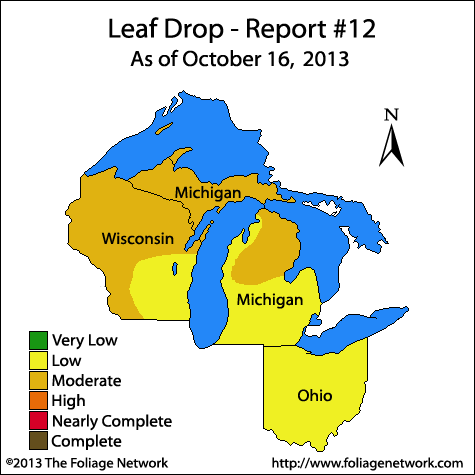 Leaf Drop - Report #12
As of October 16, 2013
N
Michigan
Wisconsin
Michigan
Ohio
Very Low
Low
Moderate
High
Nearly Complete
Complete
©2013 The Foliage Network
http://www.foliagenetwork.com